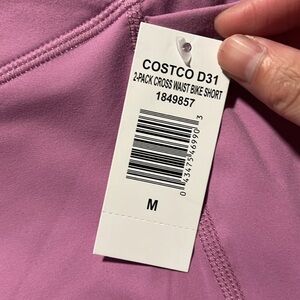 COSTCO D31
2-PACK CROSS WAIST BIKE SHORT
1849857
0 43475 46990 3
M